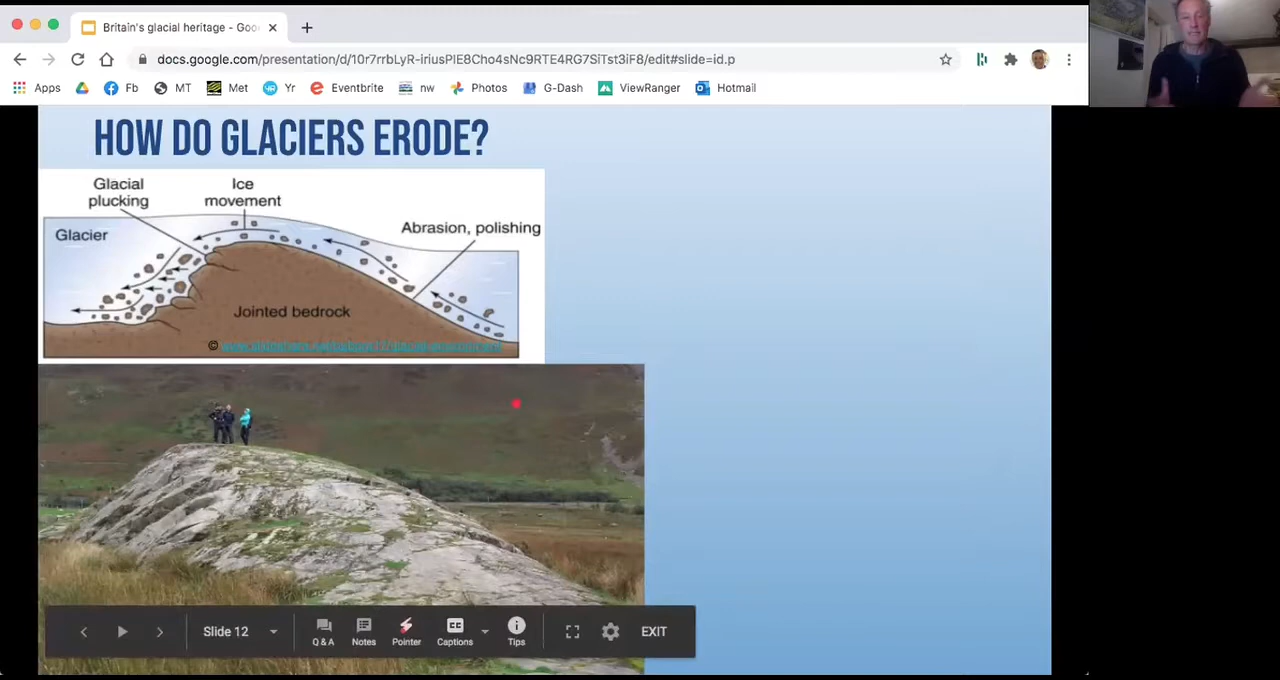 Britain's glacial heritage - Goo
docs.google.com/presentation/d/10r7rrbLyR-iriusPlE8Cho4sNc9RTE4RG7SiTst3iF8/edit#slide=id.p
Apps Fb MT Met Yr Eventbrite nw Photos G-Dash ViewRanger Hotmail
HOW DO GLACIERS ERODE?
Glacial
plucking
Ice
movement
Abrasion, polishing
Glacier
Jointed bedrock
©
Slide 12
Q & A Notes Pointer Captions Tips EXIT